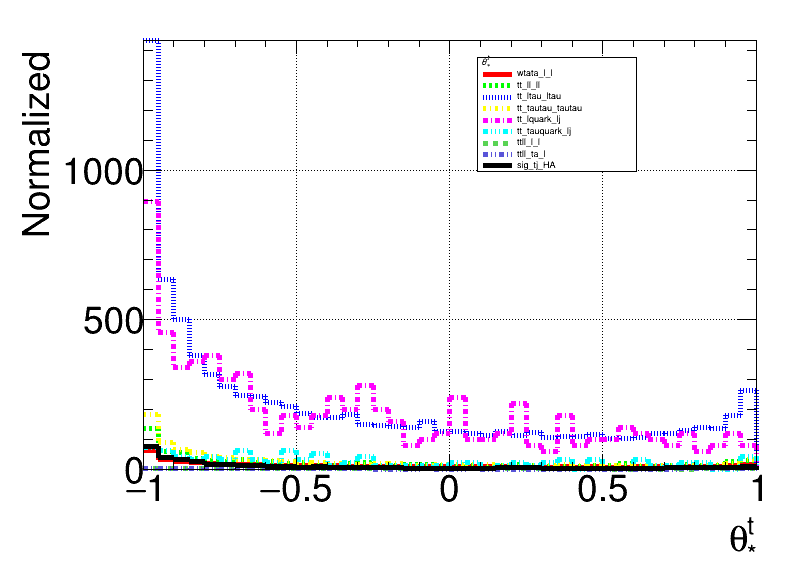 Normalized
1000
500
0
θ*^t
wtata_l_l
tt_ll_ll
tt_ltau_ltau
tt_tautau_tautau
tt_lquark_lj
tt_tauquark_lj
ttll_l_l
ttll_ta_l
sig_tj_HA
−1 −0.5 0 0.5 1
θ*^t